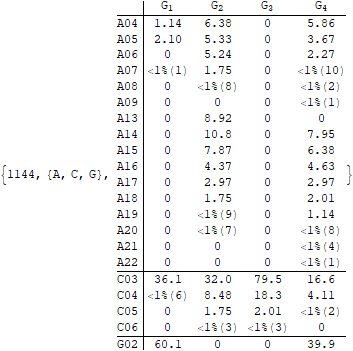 G1 G2 G3 G4
A04 1.14 6.38 0 5.86
A05 2.10 5.33 0 3.67
A06 0 5.24 0 2.27
A07 <1%(1) 1.75 0 <1%(10)
A08 0 <1%(8) 0 <1%(2)
A09 0 0 0 <1%(1)
A13 0 8.92 0 0
A14 0 10.8 0 7.95
A15 0 7.87 0 6.38
A16 0 4.37 0 4.63
{1144, {A, C, G}, A17 0 2.97 0 2.97 }
A18 0 1.75 0 2.01
A19 0 <1%(9) 0 1.14
A20 0 <1%(7) 0 <1%(8)
A21 0 0 0 <1%(4)
A22 0 0 0 <1%(1)
C03 36.1 32.0 79.5 16.6
C04 <1%(6) 8.48 18.3 4.11
C05 0 1.75 2.01 <1%(2)
C06 0 <1%(3) <1%(3) 0
G02 60.1 0 0 39.9